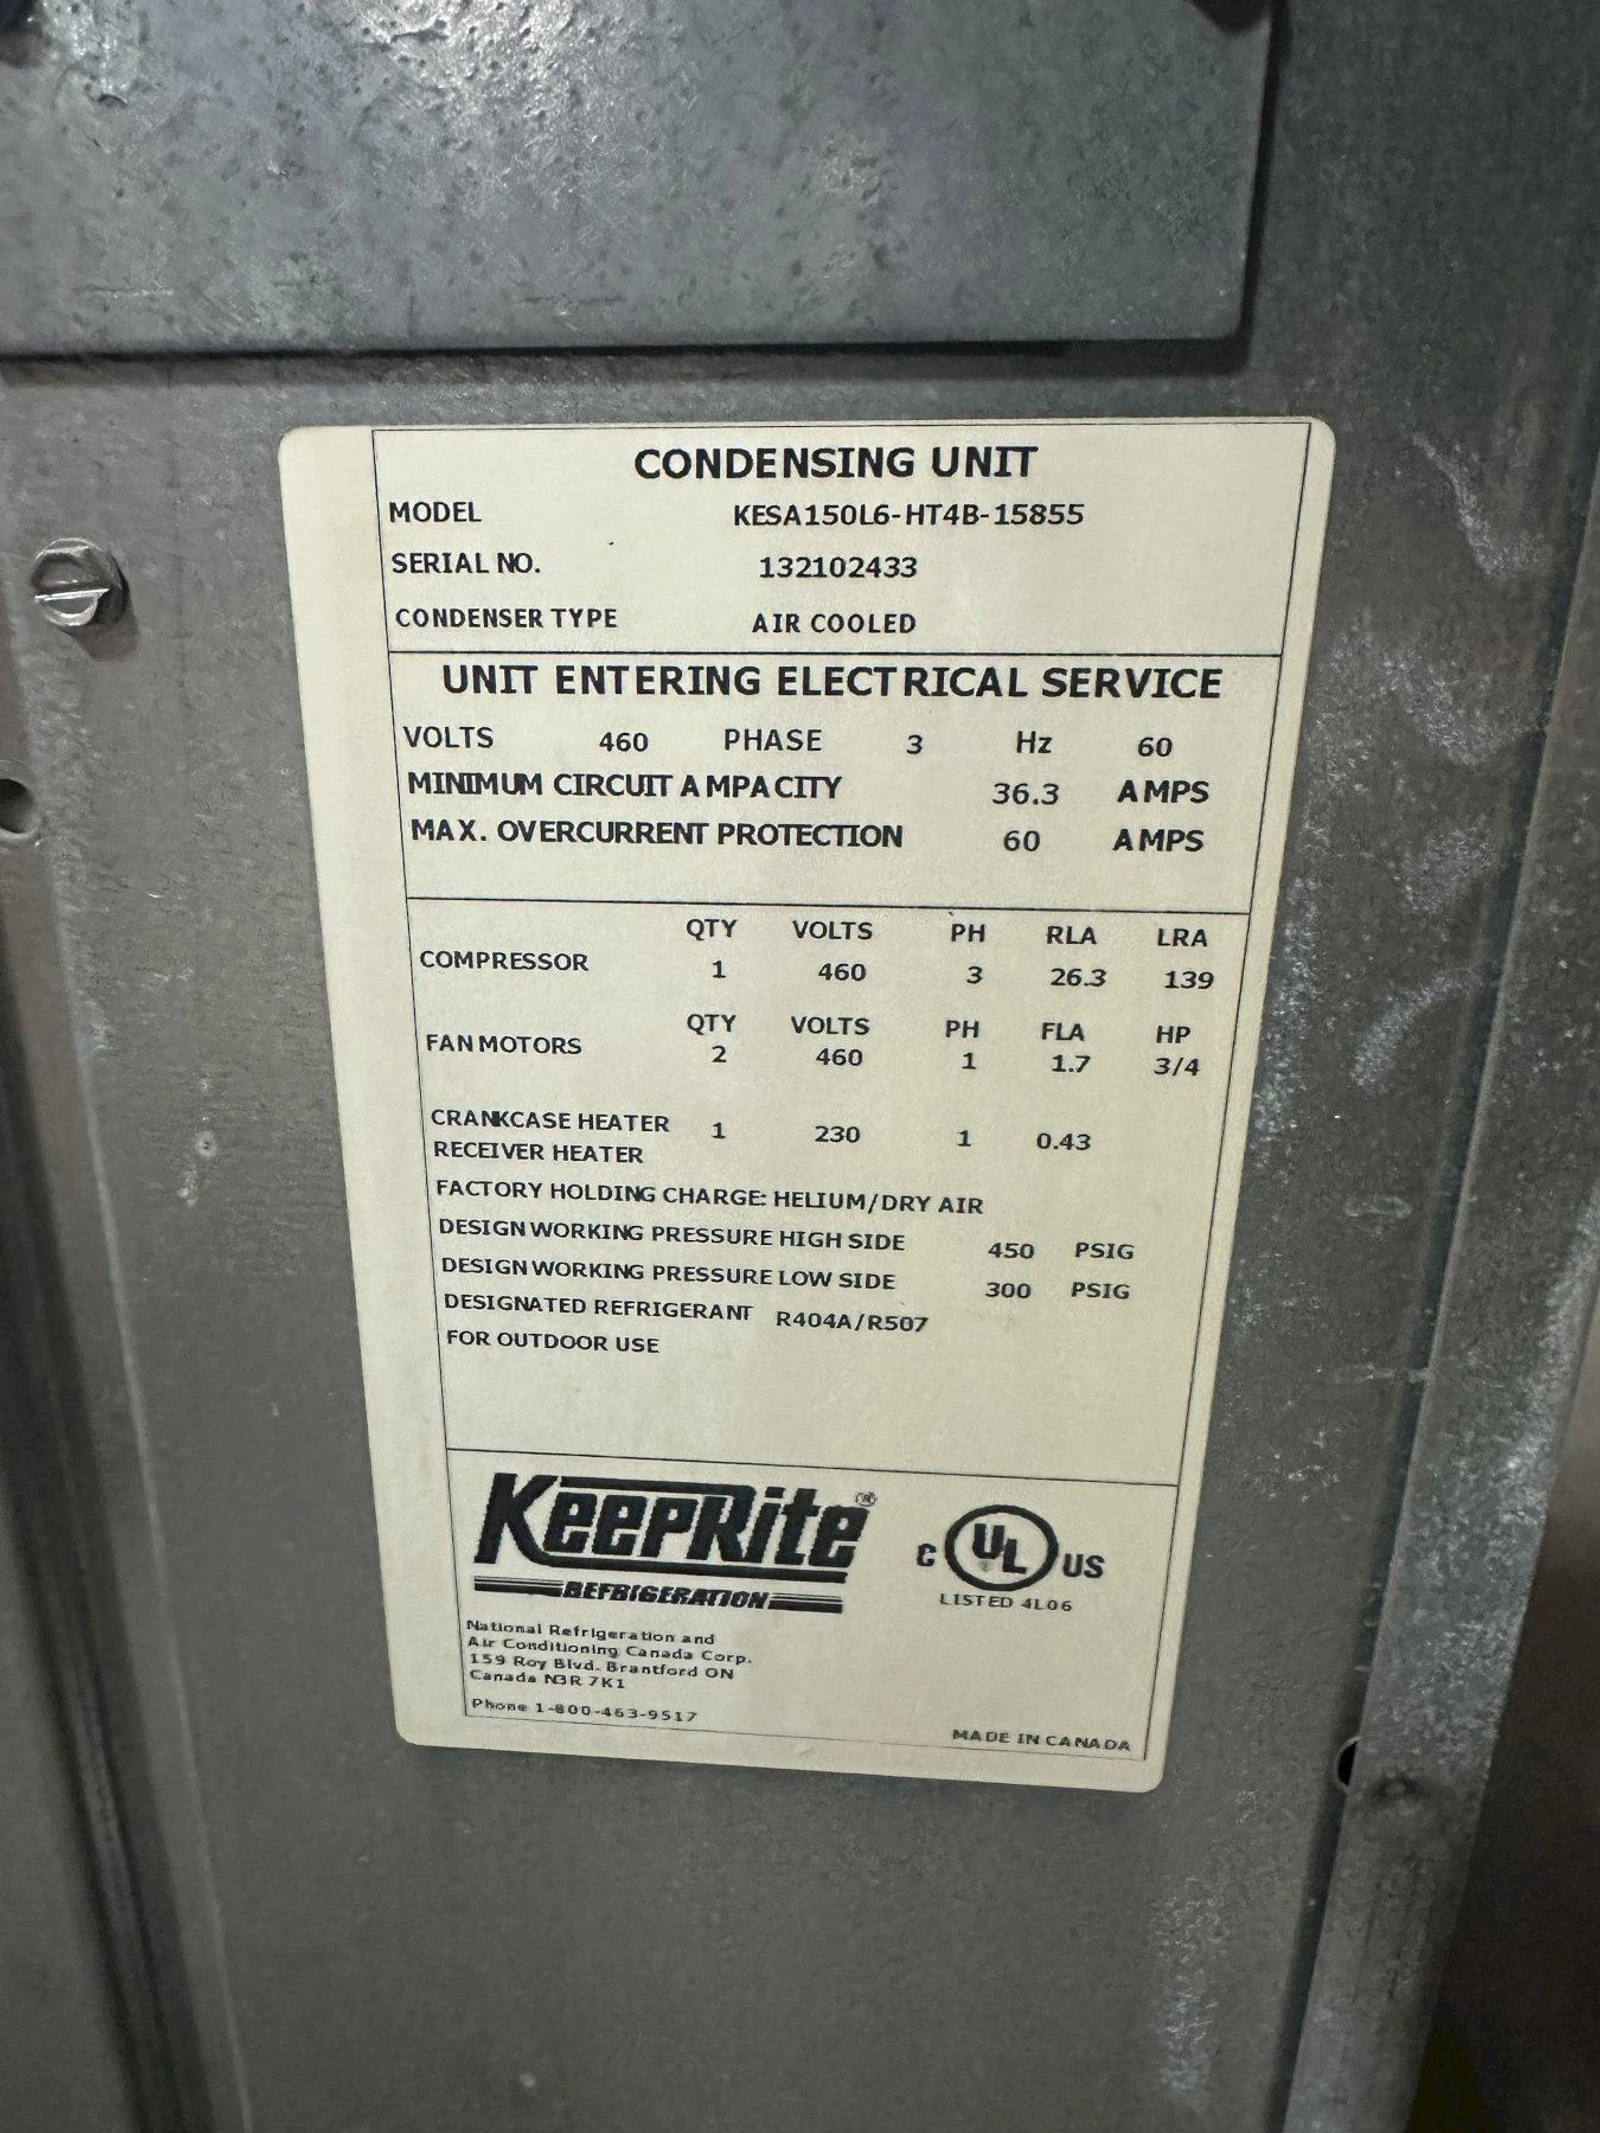 CONDENSING UNIT
MODEL KESA150L6-HT4B-15855
SERIAL NO. 132102433
CONDENSER TYPE AIR COOLED
UNIT ENTERING ELECTRICAL SERVICE
VOLTS 460 PHASE 3 Hz 60
MINIMUM CIRCUIT AMPACITY 36.3 AMPS
MAX. OVERCURRENT PROTECTION 60 AMPS
QTY VOLTS PH RLA LRA
COMPRESSOR 1 460 3 26.3 139
QTY VOLTS PH FLA HP
FAN MOTORS 2 460 1 1.7 3/4
CRANKCASE HEATER 1 230 1 0.43
RECEIVER HEATER
FACTORY HOLDING CHARGE: HELIUM/DRY AIR
DESIGN WORKING PRESSURE HIGH SIDE 450 PSIG
DESIGN WORKING PRESSURE LOW SIDE 300 PSIG
DESIGNATED REFRIGERANT R404A/R507
FOR OUTDOOR USE
KeepRite®
REFRIGERATION
C UL US
LISTED 4L06
National Refrigeration and
Air Conditioning Canada Corp.
159 Roy Blvd. Brantford ON
Canada N3R 7K1
Phone 1-800-463-9517
MADE IN CANADA